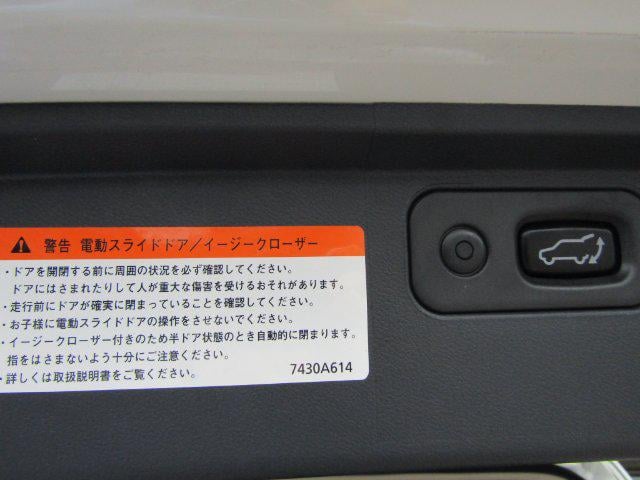 警告 電動スライドドア／イージークローザー
・ドアを開閉する前に周囲の状況を必ず確認してください。
ドアにはさまれたりして人が重大な傷害を受けるおそれがあります。
・走行前にドアが確実に閉まっていることを確認してください。
・お子様に電動スライドドアの操作をさせないでください。
・イージークローザー付きのため半ドア状態のとき自動的に閉まります。
指をはさまないよう十分にご注意ください。
・詳しくは取扱説明書をご覧ください。
7430A614